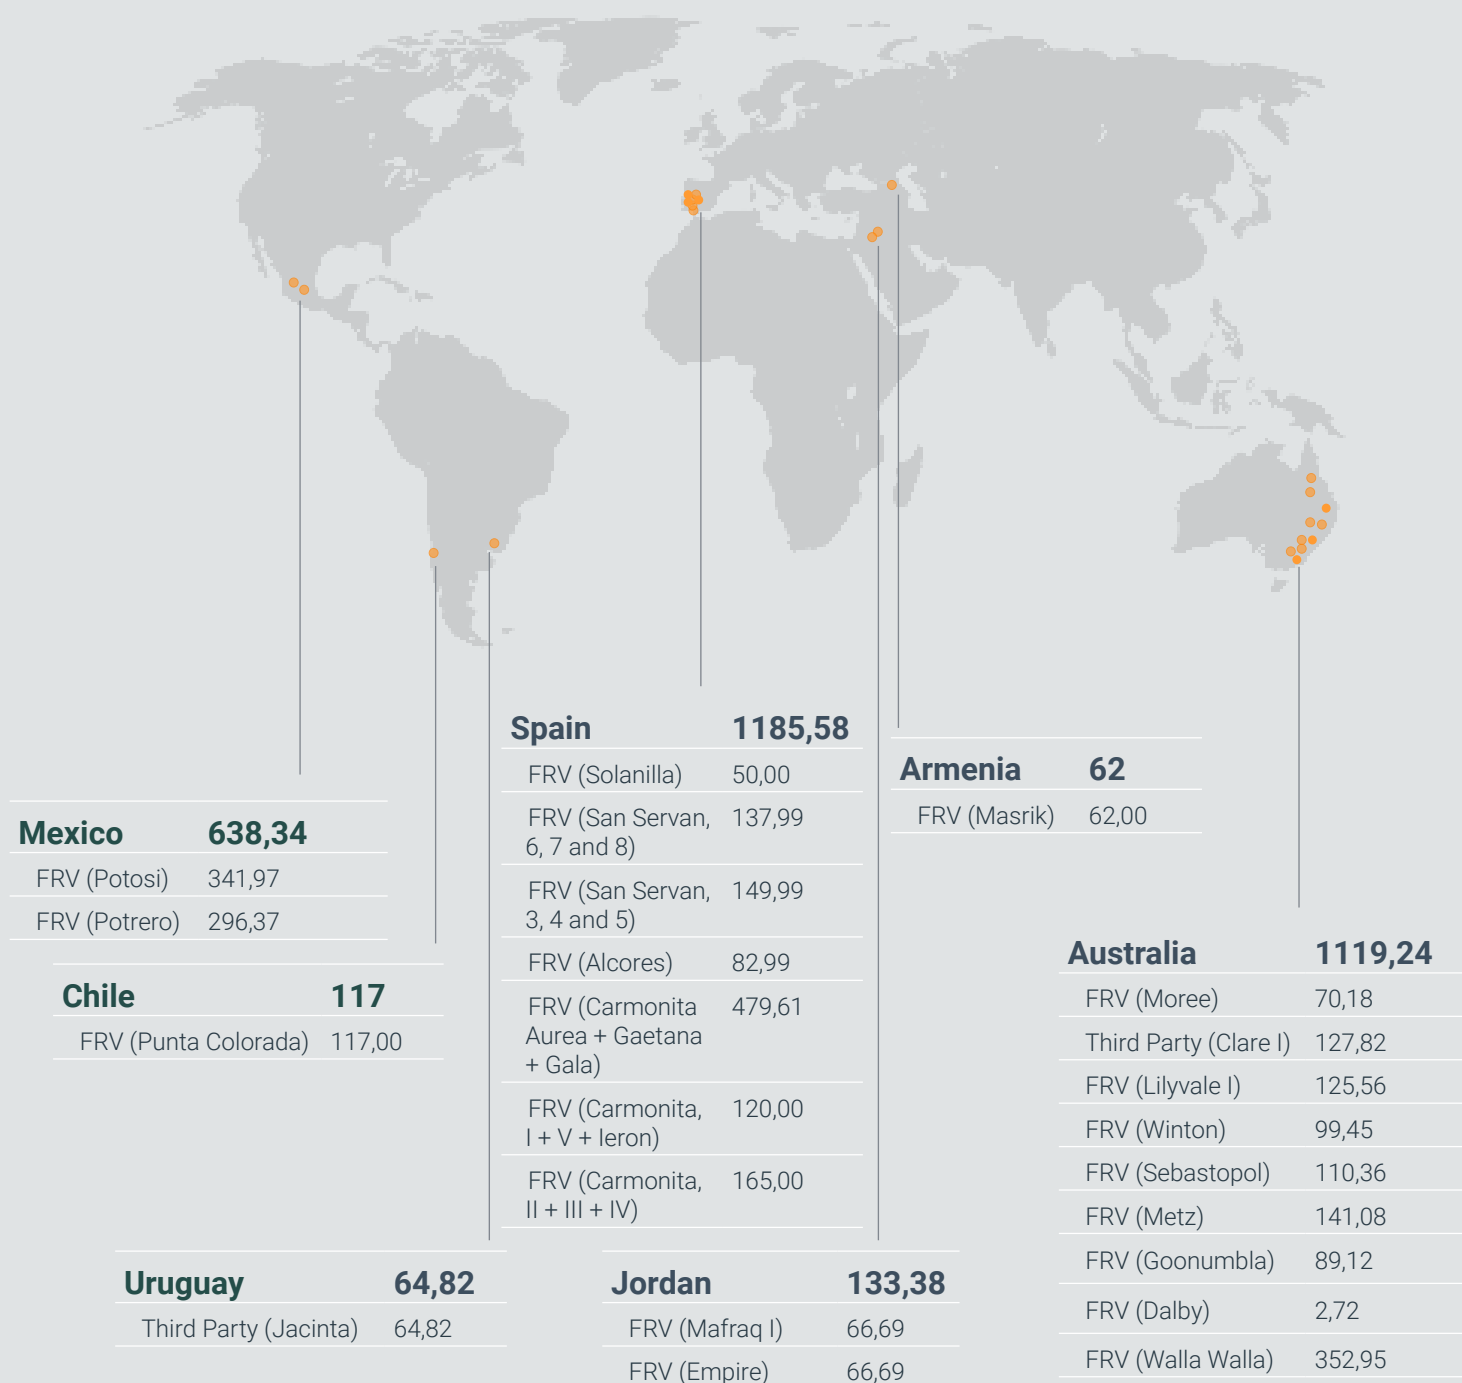 Mexico 638,34
FRV (Potosi) 341,97
FRV (Potrero) 296,37
Chile 117
FRV (Punta Colorada) 117,00
Uruguay 64,82
Third Party (Jacinta) 64,82
Spain 1185,58
FRV (Solanilla) 50,00
FRV (San Servan, 137,99
6, 7 and 8)
FRV (San Servan, 149,99
3, 4 and 5)
FRV (Alcores) 82,99
FRV (Carmonita 479,61
Aurea + Gaetana
+ Gala)
FRV (Carmonita, 120,00
I + V + Ieron)
FRV (Carmonita, 165,00
II + III + IV)
Jordan 133,38
FRV (Mafraq I) 66,69
FRV (Empire) 66,69
Armenia 62
FRV (Masrik) 62,00
Australia 1119,24
FRV (Moree) 70,18
Third Party (Clare I) 127,82
FRV (Lilyvale I) 125,56
FRV (Winton) 99,45
FRV (Sebastopol) 110,36
FRV (Metz) 141,08
FRV (Goonumbla) 89,12
FRV (Dalby) 2,72
FRV (Walla Walla) 352,95